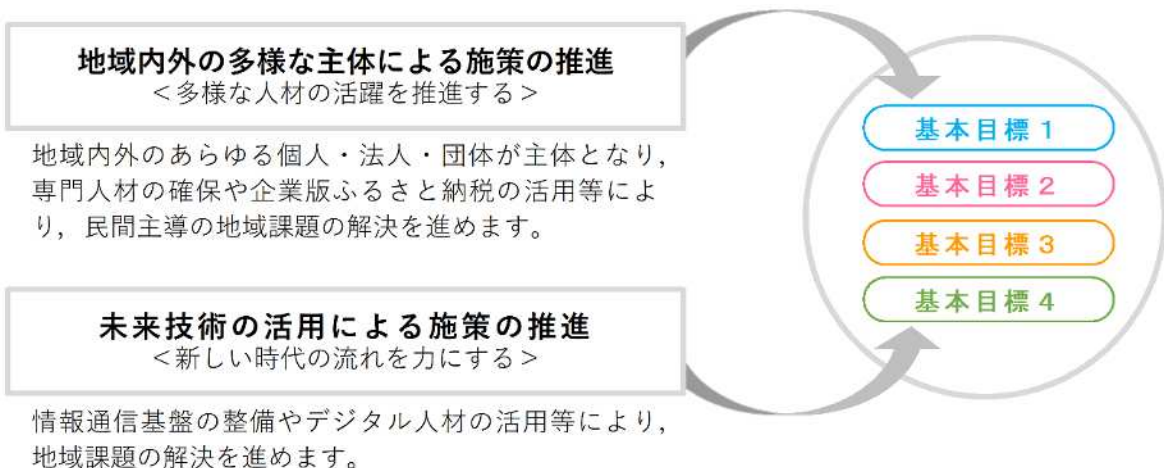 地域内外の多様な主体による施策の推進
＜多様な人材の活躍を推進する＞
地域内外のあらゆる個人・法人・団体が主体となり，
専門人材の確保や企業版ふるさと納税の活用等によ
り，民間主導の地域課題の解決を進めます。
未来技術の活用による施策の推進
＜新しい時代の流れを力にする＞
情報通信基盤の整備やデジタル人材の活用等により，
地域課題の解決を進めます。
基本目標１
基本目標２
基本目標３
基本目標４